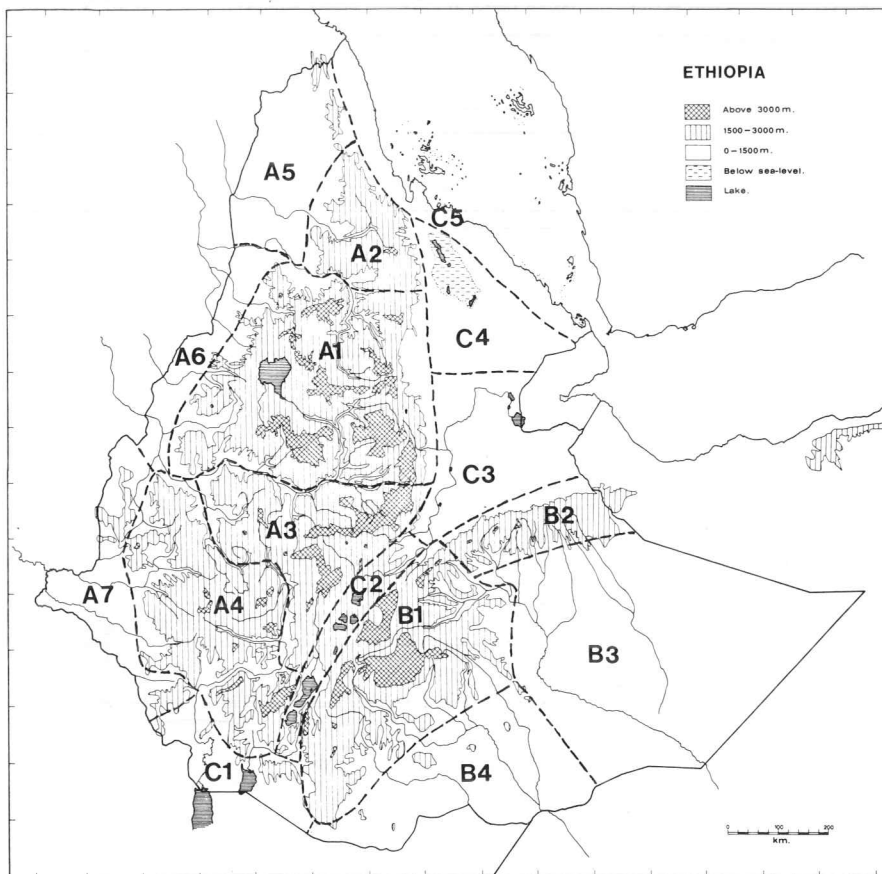 ETHIOPIA
Above 3000 m.
1500–3000 m.
0–1500 m.
Below sea-level.
Lake.
A5
C5
A2
A1
C4
A6
C3
B2
A3
C2
A7
A4
B1
B3
C1
B4
0 100 200
km.